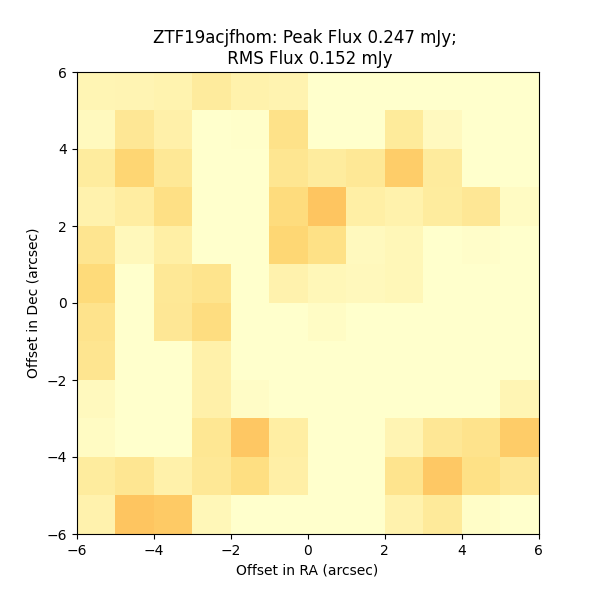 ZTF19acjfhom: Peak Flux 0.247 mJy;
RMS Flux 0.152 mJy
6
4
2
0
−2
−4
−6
Offset in Dec (arcsec)
−6 −4 −2 0 2 4 6
Offset in RA (arcsec)